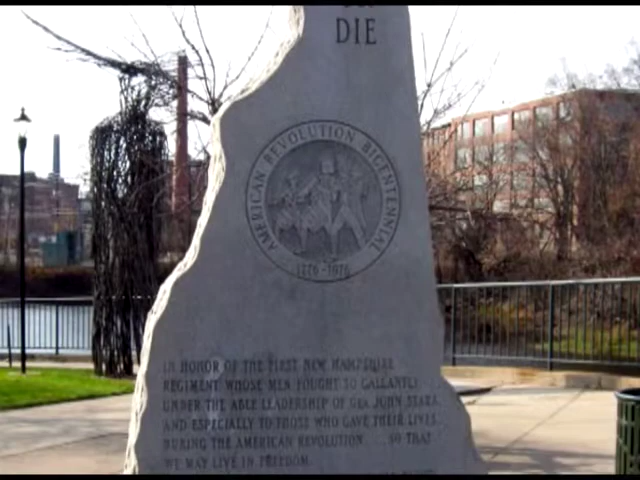 DIE
AMERICAN REVOLUTION BICENTENNIAL
1776-1976
IN HONOR OF THE FIRST NEW HAMPSHIRE
REGIMENT WHOSE MEN FOUGHT SO GALLANTLY
UNDER THE ABLE LEADERSHIP OF GEN. JOHN STARK
AND ESPECIALLY TO THOSE WHO GAVE THEIR LIVES
DURING THE AMERICAN REVOLUTION . . . SO THAT
WE MAY LIVE IN FREEDOM.